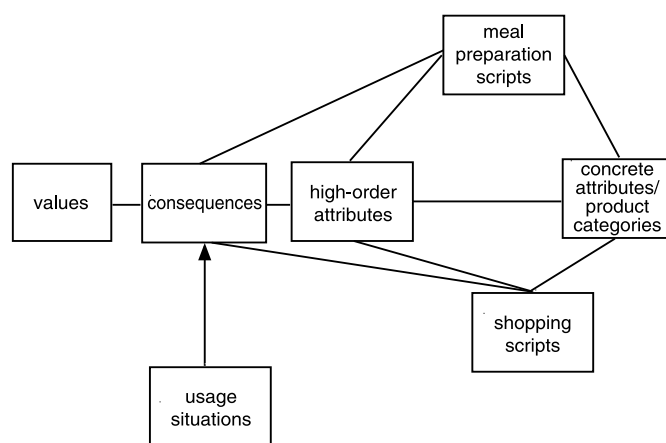 meal
preparation
scripts
values
consequences
high-order
attributes
concrete
attributes/
product
categories
shopping
scripts
usage
situations